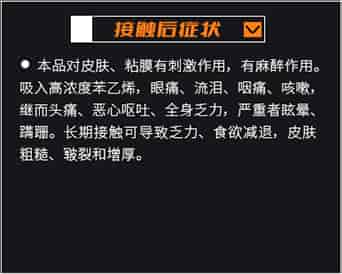 接触后症状
● 本品对皮肤、粘膜有刺激作用，有麻醉作用。
吸入高浓度苯乙烯，眼痛、流泪、咽痛、咳嗽，
继而头痛、恶心呕吐、全身乏力，严重者眩晕、
蹒跚。长期接触可导致乏力、食欲减退，皮肤
粗糙、皲裂和增厚。